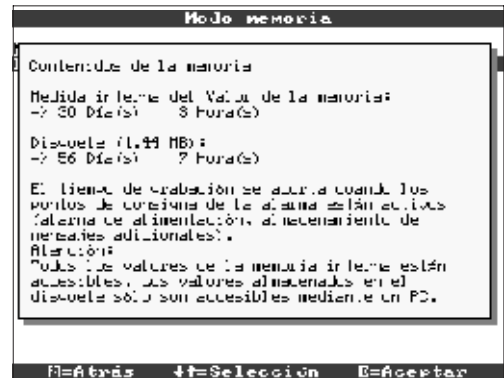 Modo memoria
Contenidos de la memoria
Medida interna del Valor de la memoria:
-> 30 Día(s) 8 Hora(s)
Disquete (1.44 MB):
-> 56 Día(s) 7 Hora(s)
El tiempo de grabación se acorta cuando los
puntos de consigna de la alarma están activos
(alarma de alimentación, almacenamiento de
mensajes adicionales).
Atención:
Todos los valores de la memoria interna están
accesibles. Los valores almacenados en el
disquete sólo son accesibles mediante un PC.
=Atrás =Selección E=Aceptar